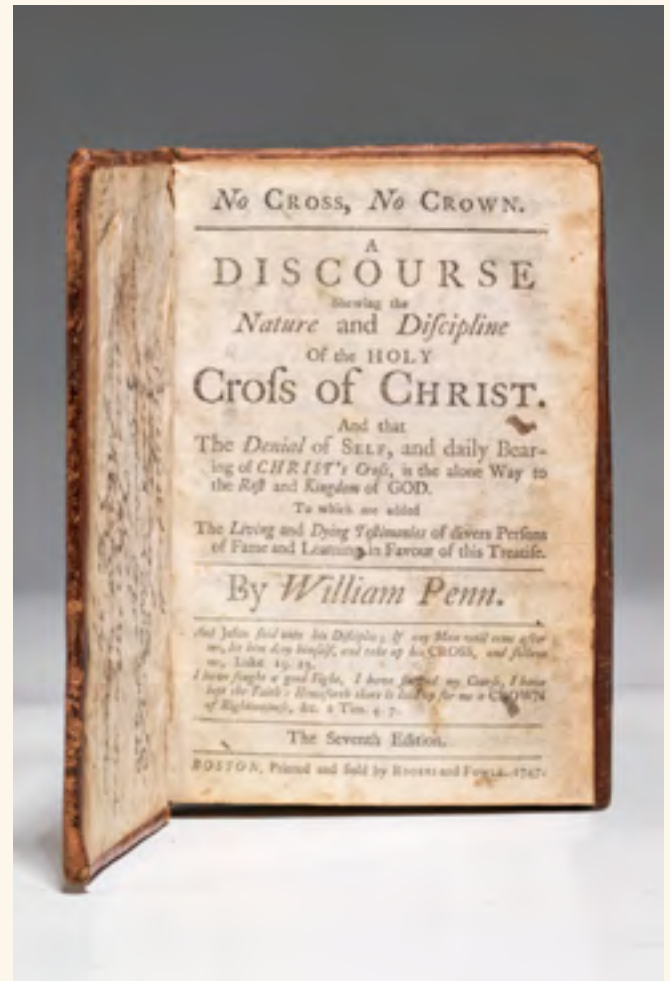 No CROSS, No CROWN.
A
DISCOURSE
Shewing the
Nature and Diſcipline
Of the HOLY
Croſs of CHRIST.
And that
The Denial of SELF, and daily Bear-
ing of CHRIST's Croſs, is the alone Way to
the Reſt and Kingdom of GOD.
To which are added
The Living and Dying Teſtimonies of divers Perſons
of Fame and Learning, in Favour of this Treatiſe.
By William Penn.
And Jeſus ſaid unto his Diſciples; If any Man will come after
me, let him deny himſelf, and take up his CROSS, and follow
me, Luke
I have fought a good Fight, I have my Courſe, I have
kept the Faith: Henceforth there is laid up for me a CROWN
of Righteouſneſs, &c. 2 Tim. 4. 7.
The Seventh Edition.
BOSTON, Printed and Sold by ROGERS and FOWLE. 1747.